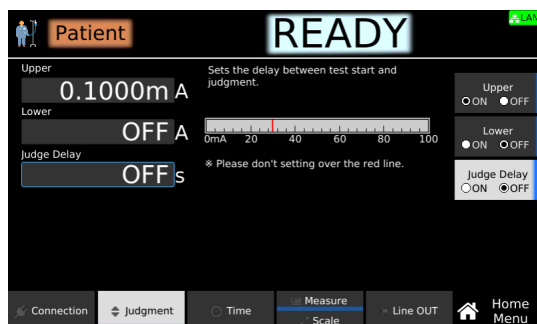 Patient
READY
LAN
Upper
0.1000m A
Lower
OFF A
Judge Delay
OFF s
Sets the delay between test start and
judgment.
0mA 20 40 60 80 100
※ Please don't setting over the red line.
Upper
ON OFF
Lower
ON OFF
Judge Delay
ON OFF
Connection
Judgment
Time
Measure
Scale
Line OUT
Home
Menu